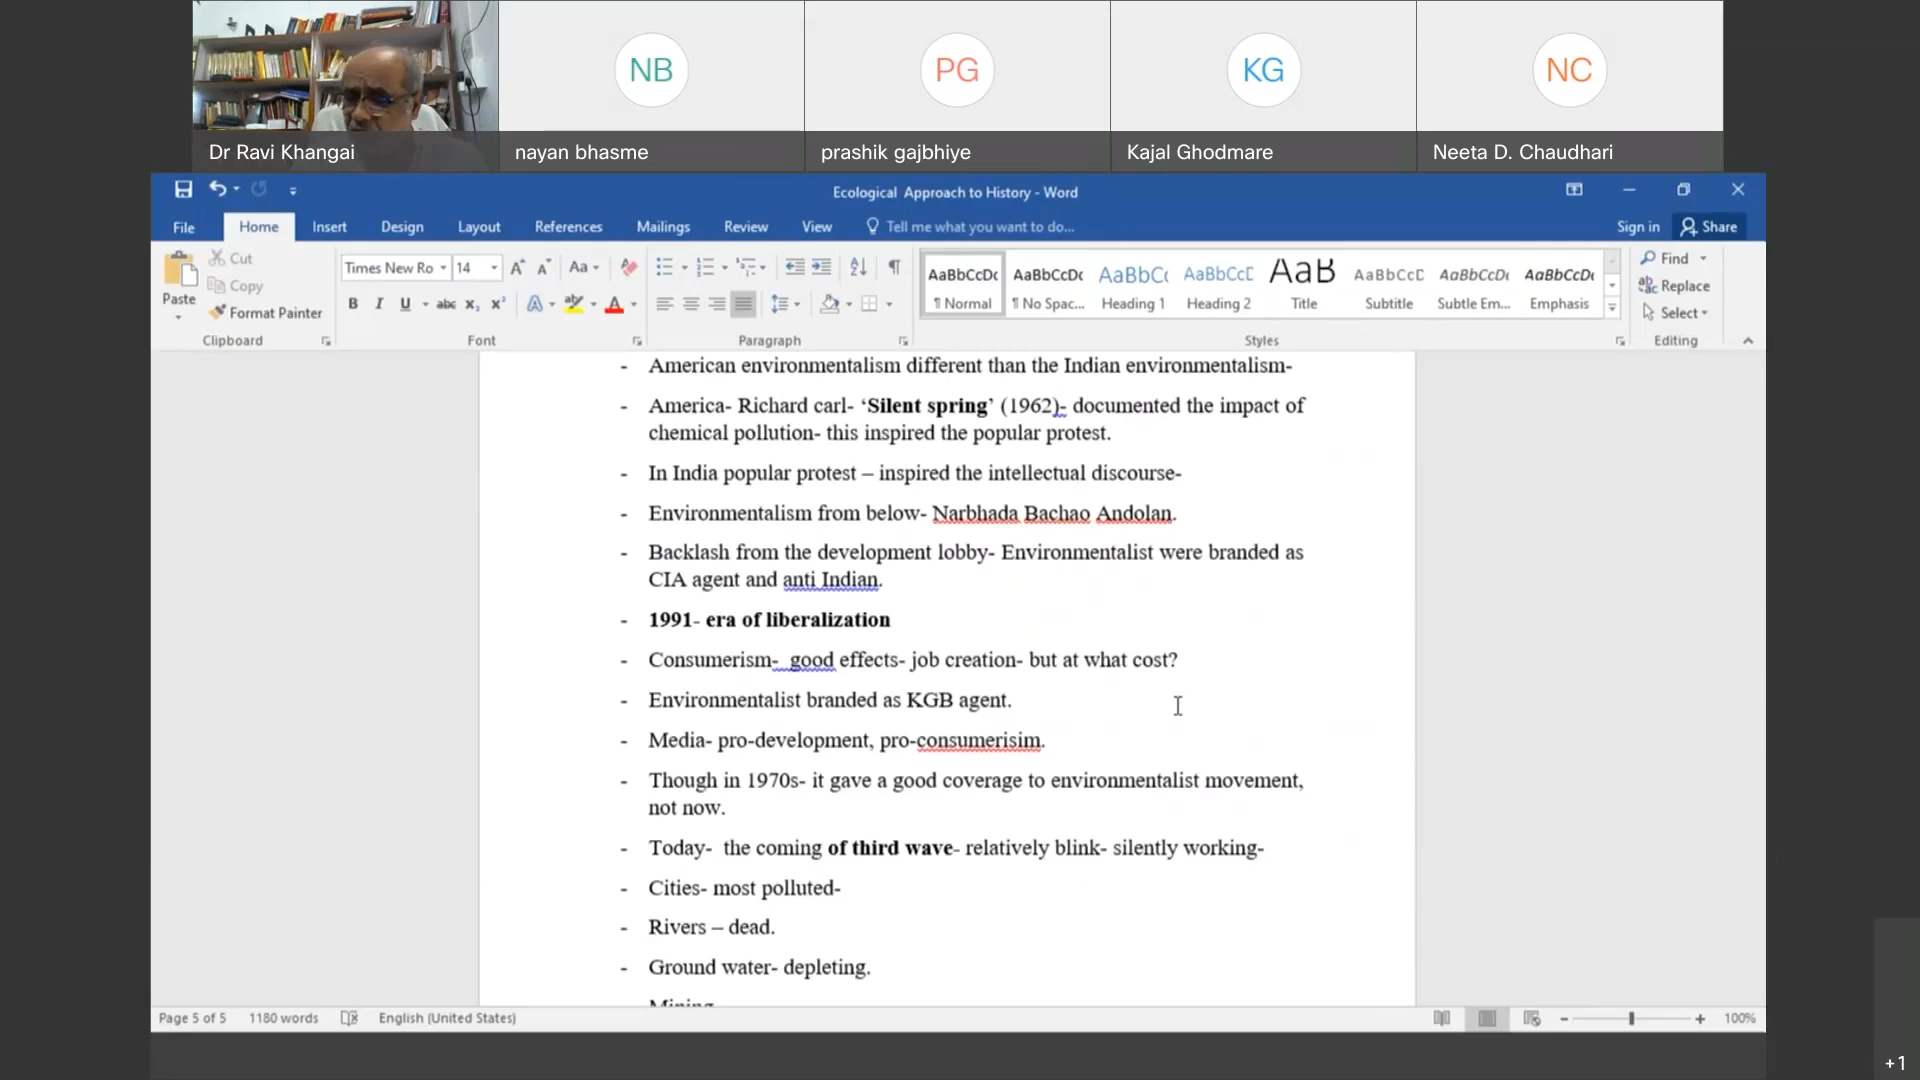 NB
PG
KG
NC
Dr Ravi Khangai
nayan bhasme
prashik gajbhiye
Kajal Ghodmare
Neeta D. Chaudhari
Ecological Approach to History - Word
File Home Insert Design Layout References Mailings Review View Tell me what you want to do... Sign in Share
Paste
Cut
Copy
Format Painter
Clipboard
Times New Ro 14
Font
Paragraph
AaBbCcDc AaBbCcDc AaBbC AaBbCcD AaB AaBbCcD AaBbCcDc AaBbCcDc
¶ Normal ¶ No Spac... Heading 1 Heading 2 Title Subtitle Subtle Em... Emphasis
Styles
Find
Replace
Select
Editing
- American environmentalism different than the Indian environmentalism-
- America- Richard carl- ‘Silent spring’ (1962)- documented the impact of
chemical pollution- this inspired the popular protest.
- In India popular protest – inspired the intellectual discourse-
- Environmentalism from below- Narbhada Bachao Andolan.
- Backlash from the development lobby- Environmentalist were branded as
CIA agent and anti Indian.
- 1991- era of liberalization
- Consumerism- good effects- job creation- but at what cost?
- Environmentalist branded as KGB agent.
- Media- pro-development, pro-consumerisim.
- Though in 1970s- it gave a good coverage to environmentalist movement,
not now.
- Today- the coming of third wave- relatively blink- silently working-
- Cities- most polluted-
- Rivers – dead.
- Ground water- depleting.
Mining
Page 5 of 5 1180 words English (United States) 100%
+1